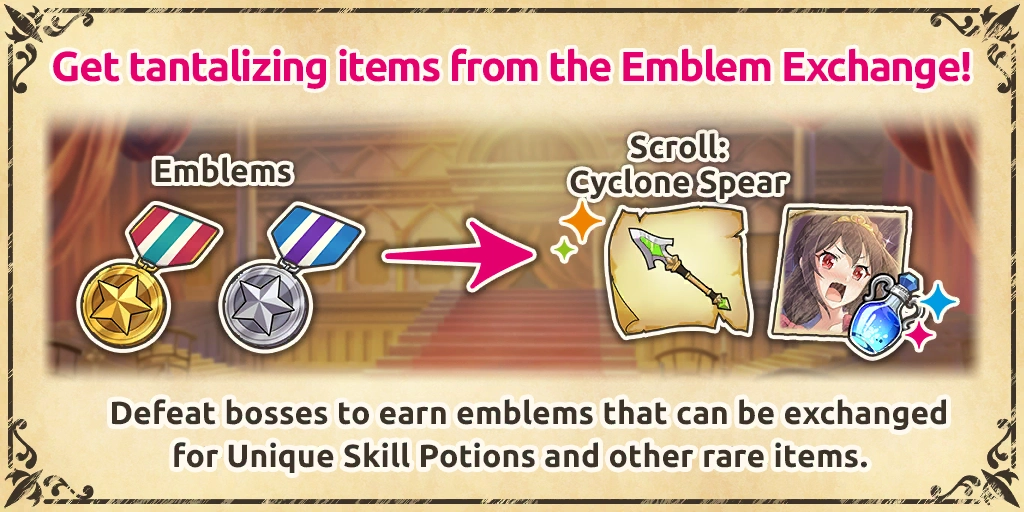 Get tantalizing items from the Emblem Exchange!
Emblems
Scroll:
Cyclone Spear
Defeat bosses to earn emblems that can be exchanged
for Unique Skill Potions and other rare items.